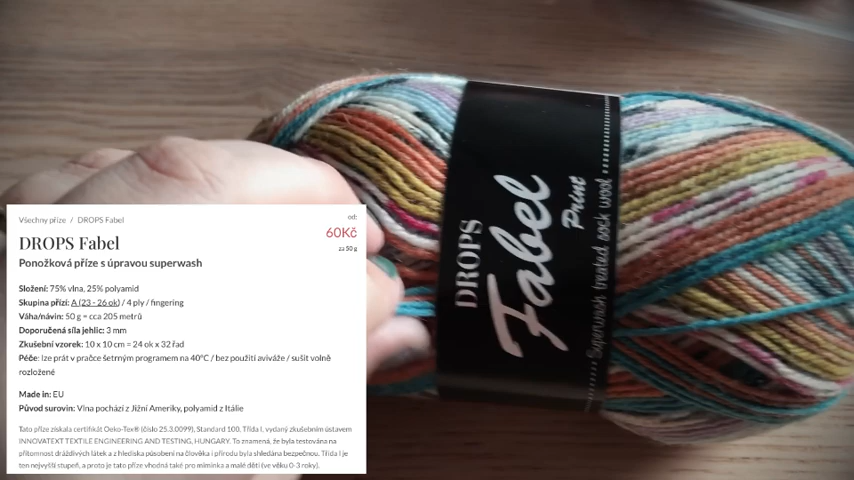 Všechny příze / DROPS Fabel
od:
60Kč
za 50 g
DROPS Fabel
Ponožková příze s úpravou superwash
Složení: 75% vlna, 25% polyamid
Skupina přízí: A (23 - 26 ok) / 4 ply / fingering
Váha/návin: 50 g = cca 205 metrů
Doporučená síla jehlic: 3 mm
Zkušební vzorek: 10 x 10 cm = 24 ok x 32 řad
Péče: lze prát v pračce šetrným programem na 40°C / bez použití aviváže / sušit volně
rozložené
Made in: EU
Původ surovin: Vlna pochází z Jižní Ameriky, polyamid z Itálie
Tato příze získala certifikát Oeko-Tex® (číslo 25.3.0099), Standard 100, Třída I, vydaný zkušebním ústavem
INNOVATEXT TEXTILE ENGINEERING AND TESTING, HUNGARY. To znamená, že byla testována na
přítomnost dráždivých látek a z hlediska působení na člověka i přírodu byla shledána bezpečnou. Třída I je
ten nejvyšší stupeň, a proto je tato příze vhodná také pro miminka a malé děti (ve věku 0-3 roky).
DROPS
Fabel
Print
Superwash treated sock wool